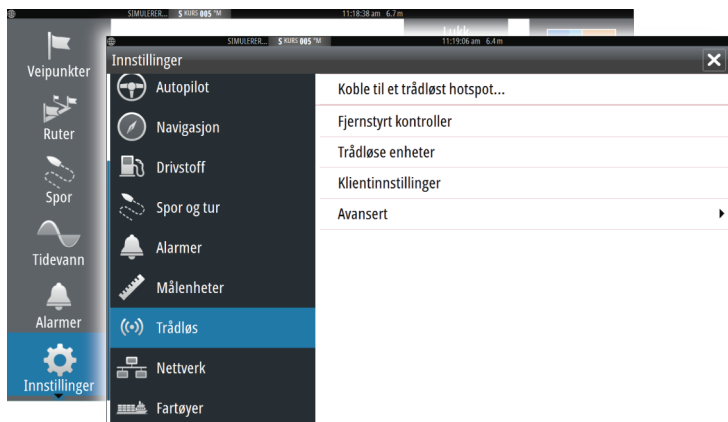 SIMULERER... S KURS 005 °M 11:18:38 am 6.7 m
Veipunkter
Ruter
Spor
Tidevann
Alarmer
Innstillinger
SIMULERER... S KURS 005 °M 11:19:06 am 6.4 m
Innstillinger
Autopilot
Navigasjon
Drivstoff
Spor og tur
Alarmer
Målenheter
Trådløs
Nettverk
Fartøyer
Koble til et trådløst hotspot...
Fjernstyrt kontroller
Trådløse enheter
Klientinnstillinger
Avansert